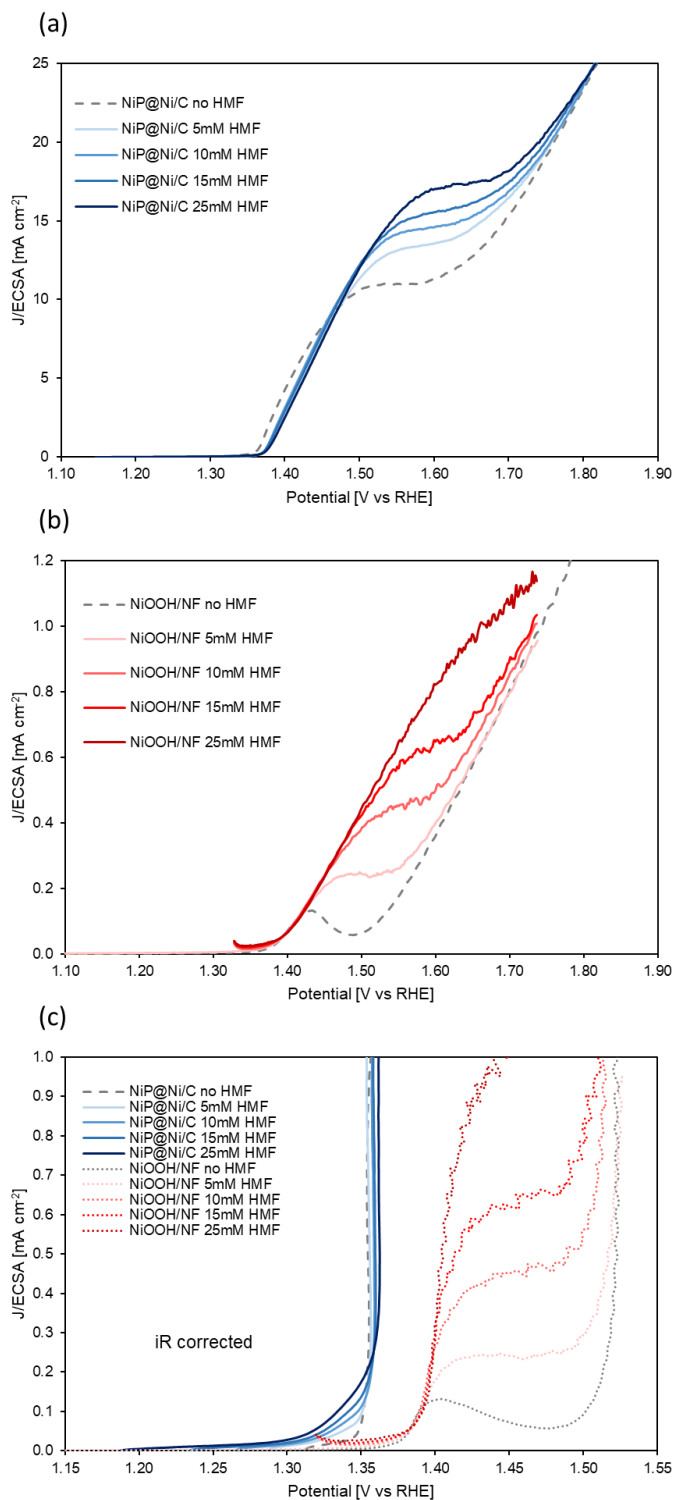 (a)
25
20
15
10
5
0
J/ECSA [mA cm⁻²]
NiP@Ni/C no HMF
NiP@Ni/C 5mM HMF
NiP@Ni/C 10mM HMF
NiP@Ni/C 15mM HMF
NiP@Ni/C 25mM HMF
1.10 1.20 1.30 1.40 1.50 1.60 1.70 1.80 1.90
Potential [V vs RHE]
(b)
1.2
1.0
0.8
0.6
0.4
0.2
0.0
J/ECSA [mA cm⁻²]
NiOOH/NF no HMF
NiOOH/NF 5mM HMF
NiOOH/NF 10mM HMF
NiOOH/NF 15mM HMF
NiOOH/NF 25mM HMF
1.10 1.20 1.30 1.40 1.50 1.60 1.70 1.80 1.90
Potential [V vs RHE]
(c)
1.0
0.9
0.8
0.7
0.6
0.5
0.4
0.3
0.2
0.1
0.0
J/ECSA [mA cm⁻²]
NiP@Ni/C no HMF
NiP@Ni/C 5mM HMF
NiP@Ni/C 10mM HMF
NiP@Ni/C 15mM HMF
NiP@Ni/C 25mM HMF
NiOOH/NF no HMF
NiOOH/NF 5mM HMF
NiOOH/NF 10mM HMF
NiOOH/NF 15mM HMF
NiOOH/NF 25mM HMF
iR corrected
1.15 1.20 1.25 1.30 1.35 1.40 1.45 1.50 1.55
Potential [V vs RHE]